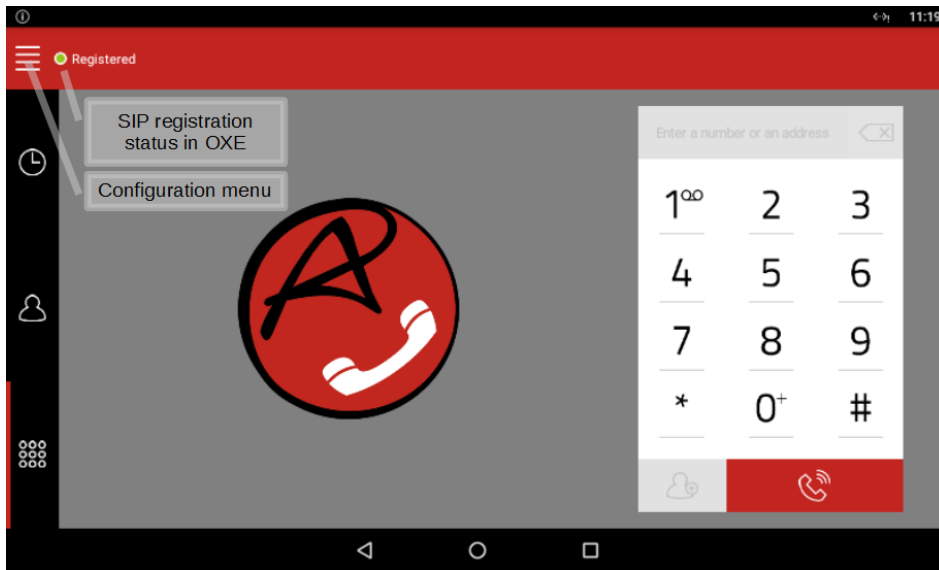 11:19
Registered
SIP registration
status in OXE
Configuration menu
Enter a number or an address
1 2 3
4 5 6
7 8 9
* 0+ #